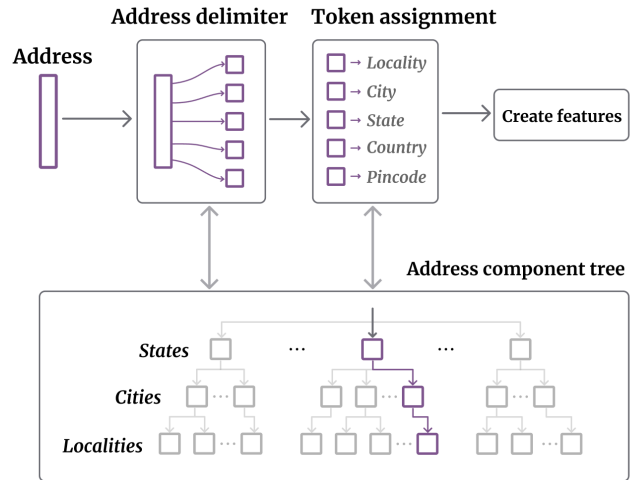 Address delimiter
Token assignment
Address
→ Locality
→ City
→ State
→ Country
→ Pincode
Create features
Address component tree
States
...
...
Cities
...
...
...
Localities
...
...
...